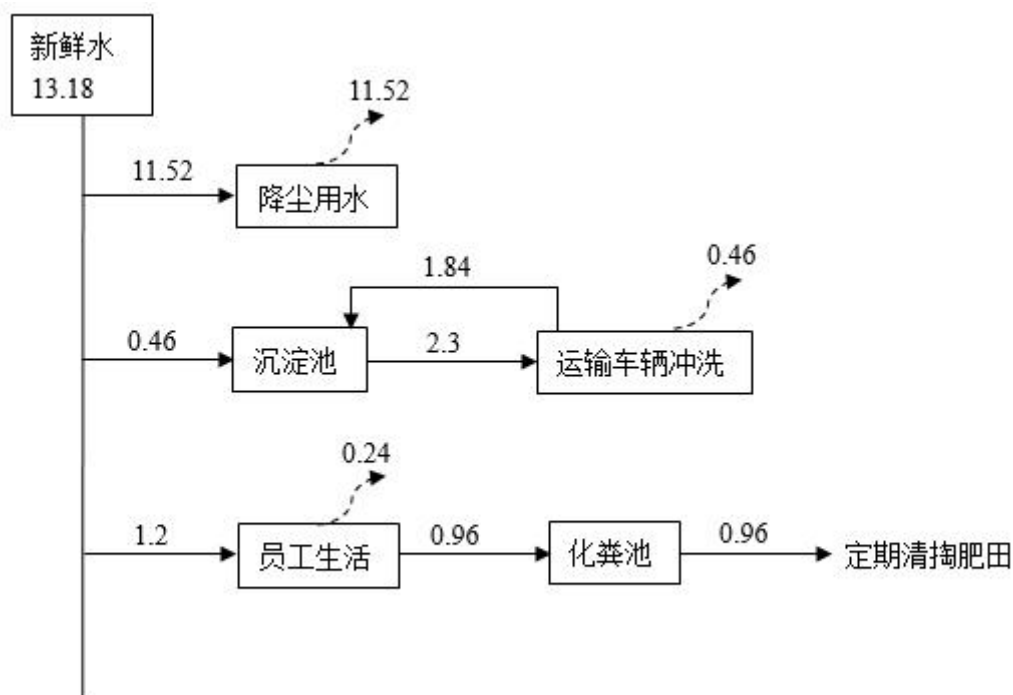 新鲜水
13.18
11.52
11.52
降尘用水
1.84
0.46
0.46
沉淀池
2.3
运输车辆冲洗
0.24
1.2
员工生活
0.96
化粪池
0.96
定期清掏肥田